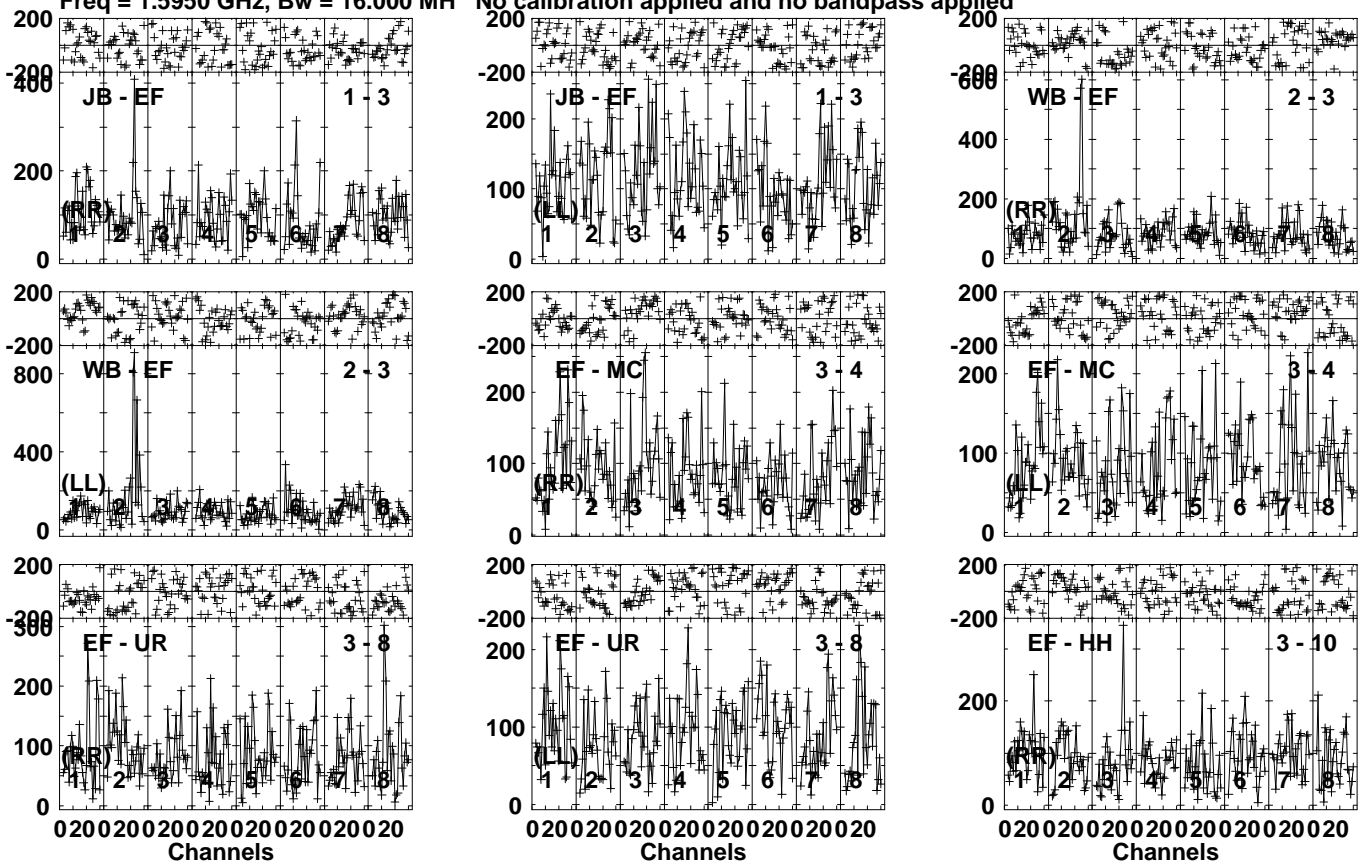 Freq = 1.5950 GHz, Bw = 16.000 MH No calibration applied and no bandpass applied
200
-200
JB - EF 1 - 3
400
200
0
(RR)
1 2 3 4 5 6 7 8
200
-200
JB - EF 1 - 3
200
100
0
(LL)
1 2 3 4 5 6 7 8
200
-200
WB - EF 2 - 3
600
400
200
0
(RR)
1 2 3 4 5 6 7 8
200
-200
WB - EF 2 - 3
800
400
0
(LL)
1 2 3 4 5 6 7 8
200
-200
EF - MC 3 - 4
200
100
0
(RR)
1 2 3 4 5 6 7 8
200
-200
EF - MC 3 - 4
200
100
0
(LL)
1 2 3 4 5 6 7 8
200
-200
EF - UR 3 - 8
300
200
100
0
(RR)
1 2 3 4 5 6 7 8
020020020020020020020020
Channels
200
-200
EF - UR 3 - 8
200
100
0
(LL)
1 2 3 4 5 6 7 8
020020020020020020020020
Channels
200
-200
EF - HH 3 - 10
200
0
(RR)
1 2 3 4 5 6 7 8
020020020020020020020020
Channels